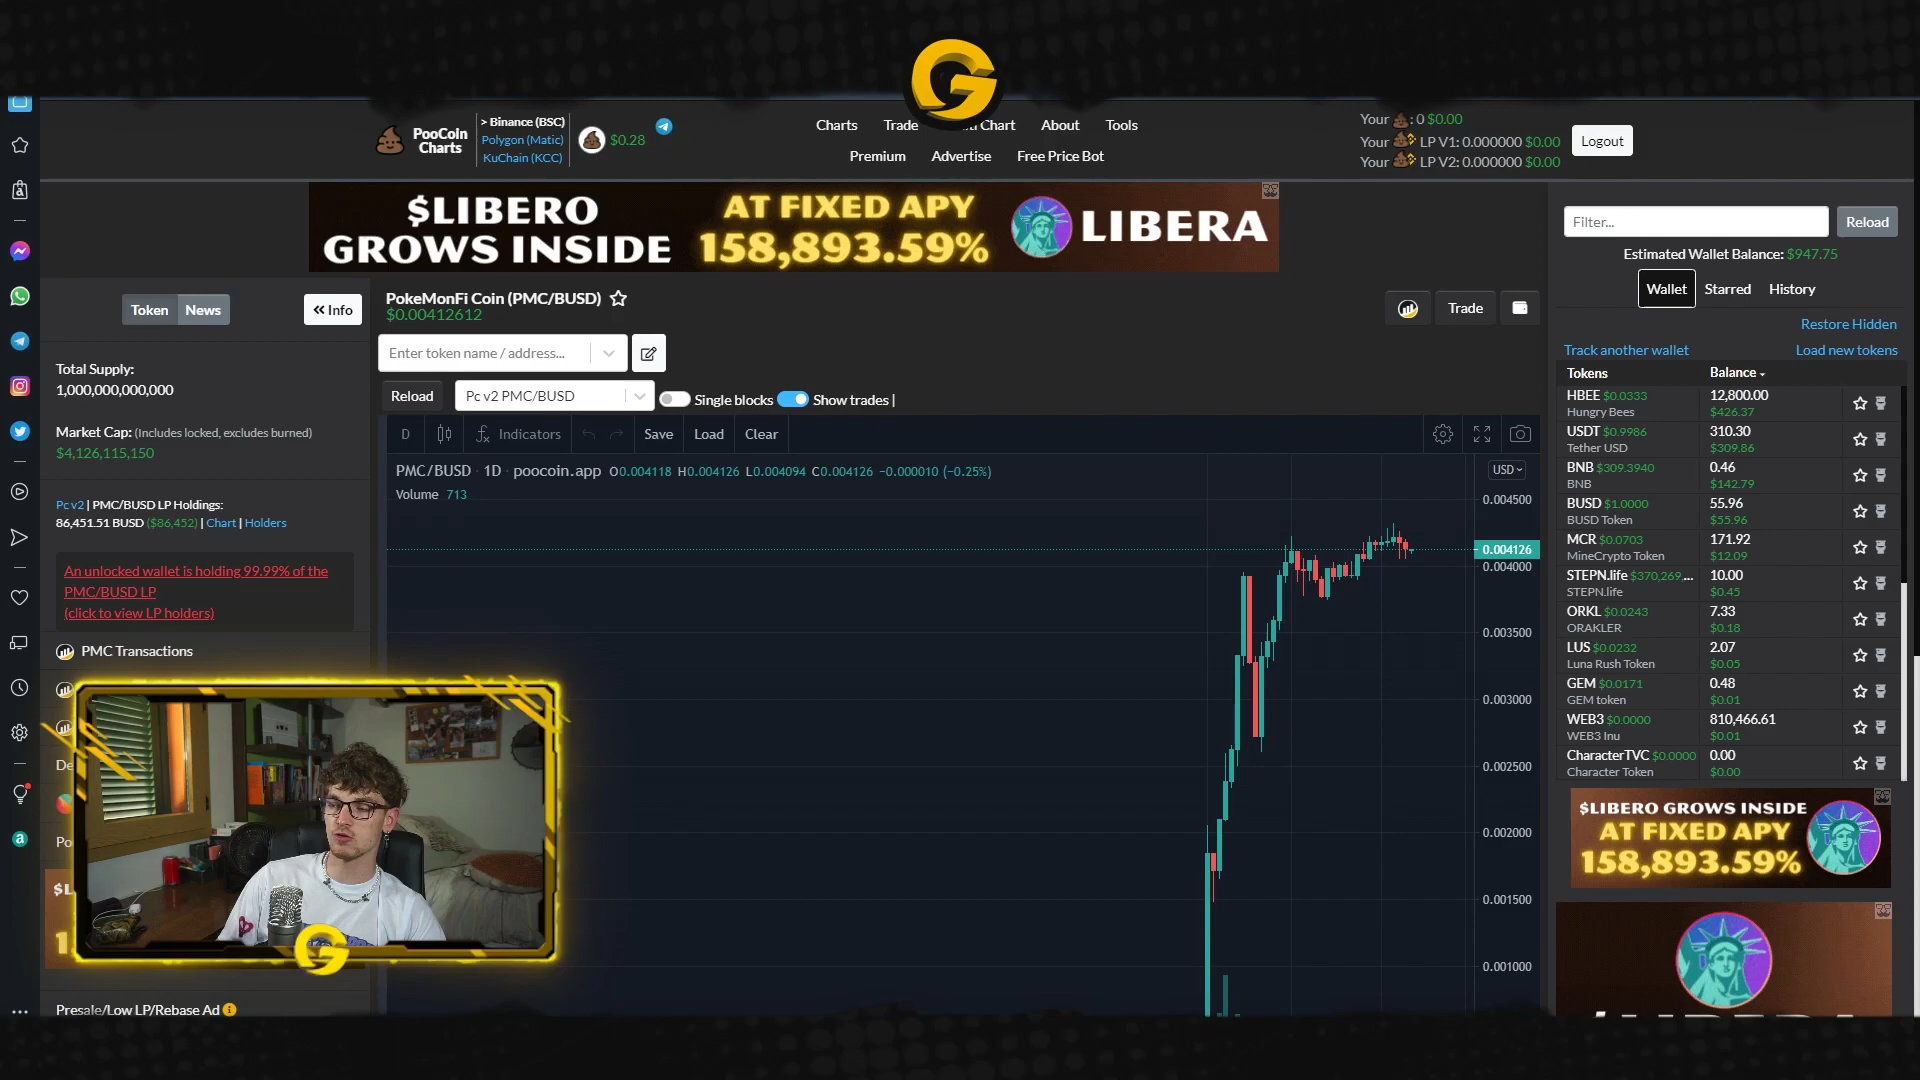 PooCoin
Charts
> Binance (BSC)
Polygon (Matic)
KuChain (KCC)
$0.28
Charts
Trade
Chart
About
Tools
Premium
Advertise
Free Price Bot
Your : 0 $0.00
Your LP V1: 0.000000 $0.00
Your LP V2: 0.000000 $0.00
Logout
$LIBERO
GROWS INSIDE
AT FIXED APY
158,893.59%
LIBERA
Token
News
Info
Total Supply:
1,000,000,000,000
Market Cap: (Includes locked, excludes burned)
$4,126,115,150
Pc v2 | PMC/BUSD LP Holdings:
86,451.51 BUSD ($86,452) | Chart | Holders
An unlocked wallet is holding 99.99% of the
PMC/BUSD LP
(click to view LP holders)
PMC Transactions
De
Po
$L
1
Presale/Low LP/Rebase Ad
PokeMonFi Coin (PMC/BUSD)
$0.00412612
Trade
Enter token name / address...
Reload
Pc v2 PMC/BUSD
Single blocks
Show trades |
D
Indicators
Save
Load
Clear
PMC/BUSD · 1D · poocoin.app O0.004118 H0.004126 L0.004094 C0.004126 −0.000010 (−0.25%)
Volume 713
USD
0.004500
0.004126
0.004000
0.003500
0.003000
0.002500
0.002000
0.001500
0.001000
Filter...
Reload
Estimated Wallet Balance: $947.75
Wallet
Starred
History
Restore Hidden
Track another wallet
Load new tokens
Tokens
Balance
HBEE $0.0333 12,800.00
Hungry Bees $426.37
USDT $0.9986 310.30
Tether USD $309.86
BNB $309.3940 0.46
BNB $142.79
BUSD $1.0000 55.96
BUSD Token $55.96
MCR $0.0703 171.92
MineCrypto Token $12.09
STEPN.life $370,269,... 10.00
STEPN.life $0.45
ORKL $0.0243 7.33
ORAKLER $0.18
LUS $0.0232 2.07
Luna Rush Token $0.05
GEM $0.0171 0.48
GEM token $0.01
WEB3 $0.0000 810,466.61
WEB3 Inu $0.01
CharacterTVC $0.0000 0.00
Character Token $0.00
$LIBERO GROWS INSIDE
AT FIXED APY
158,893.59%